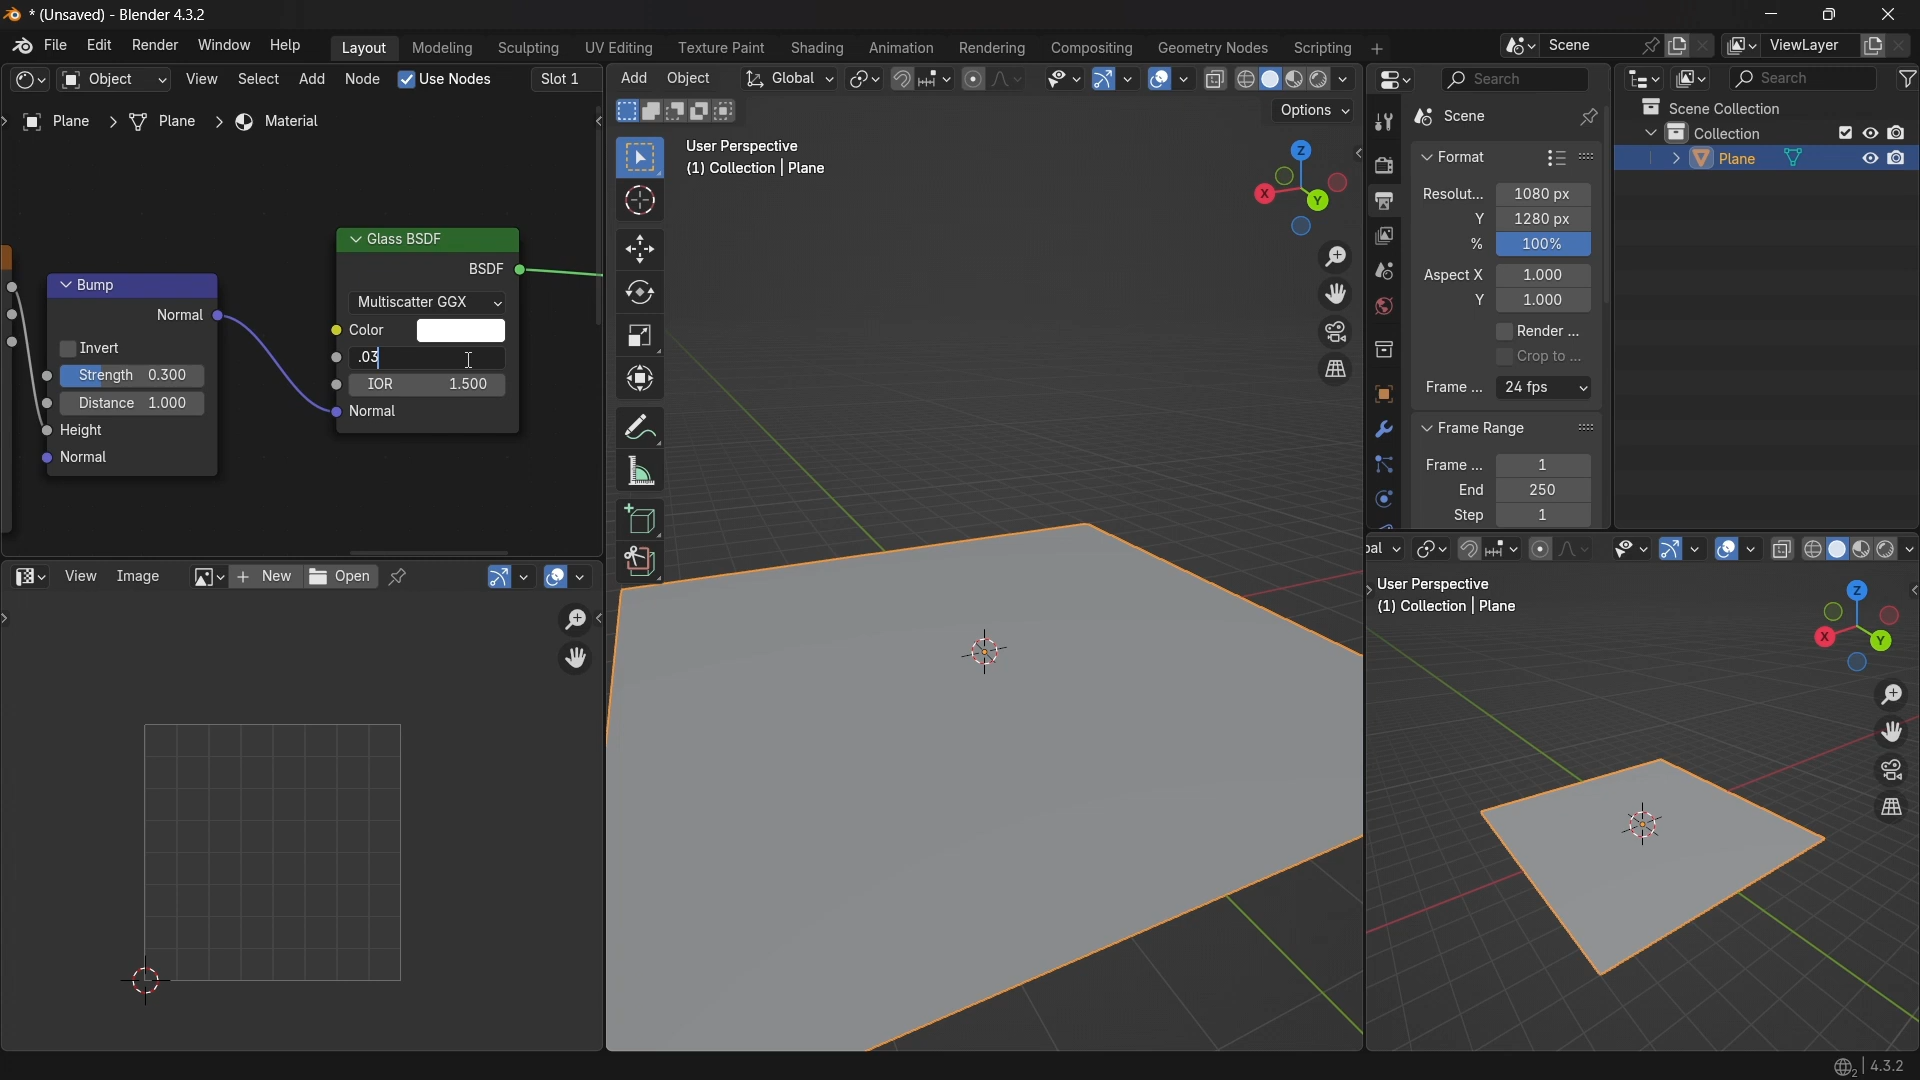 * (Unsaved) - Blender 4.3.2
File Edit Render Window Help Layout Modeling Sculpting UV Editing Texture Paint Shading Animation Rendering Compositing Geometry Nodes Scripting + Scene ViewLayer
Object View Select Add Node Use Nodes Slot 1
Add Object Global
Options
Search
Search
Plane > Plane > Material
Glass BSDF
BSDF
Multiscatter GGX
Color
.03
IOR 1.500
Normal
Bump
Normal
Invert
Strength 0.300
Distance 1.000
Height
Normal
User Perspective
(1) Collection | Plane
Z
X
Y
Scene
Format
Resolut... 1080 px
Y 1280 px
% 100%
Aspect X 1.000
Y 1.000
Render ...
Crop to ...
Frame ... 24 fps
Frame Range
Frame ... 1
End 250
Step 1
Scene Collection
Collection
Plane
View Image New Open
bal
User Perspective
(1) Collection | Plane
Z
X
Y
2 4.3.2